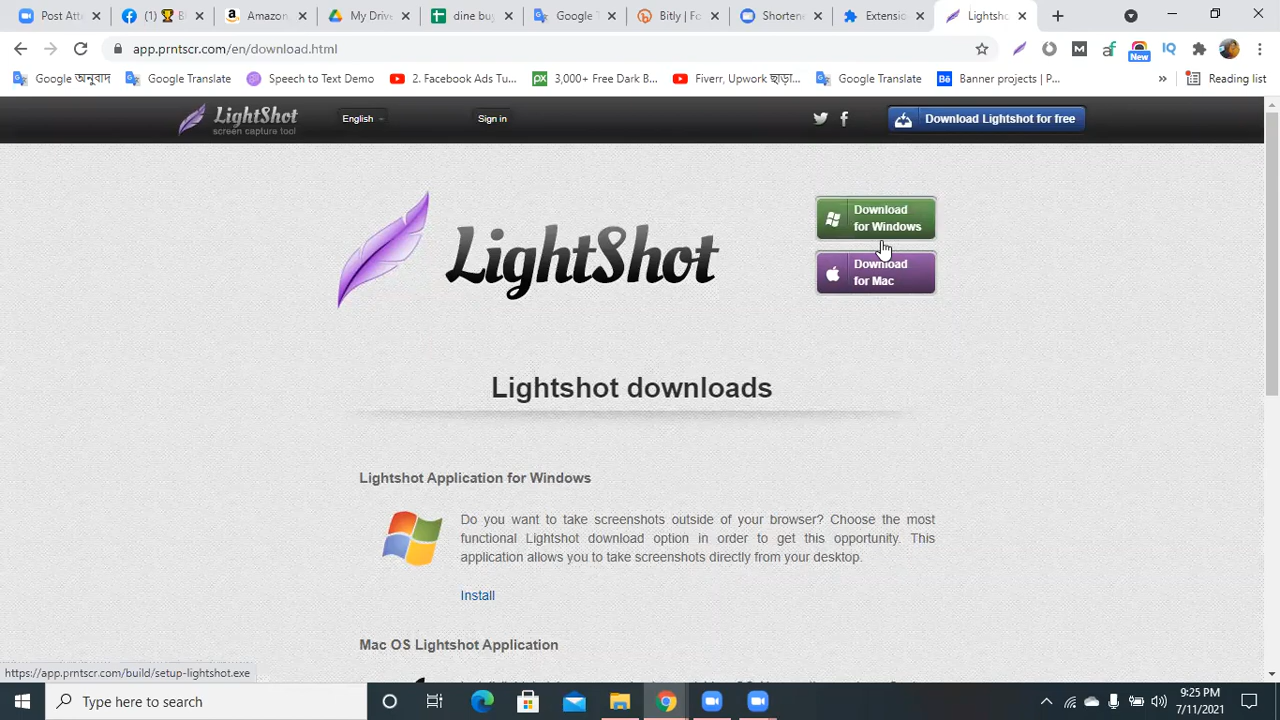 Post Atte
(1) 🏆 Bl
Amazon.
My Drive
dine buy
Google T
Bitly | Fo
Shortene
Extensio
Lightsho
app.prntscr.com/en/download.html
New
Google অনুবাদ
Google Translate
Speech to Text Demo
2. Facebook Ads Tu...
3,000+ Free Dark B...
Fiverr, Upwork ছাড়া...
Google Translate
Banner projects | P...
»
Reading list
LightShot
screen capture tool
English
Sign in
Download Lightshot for free
LightShot
Download
for Windows
Download
for Mac
Lightshot downloads
Lightshot Application for Windows
Do you want to take screenshots outside of your browser? Choose the most
functional Lightshot download option in order to get this opportunity. This
application allows you to take screenshots directly from your desktop.
Install
Mac OS Lightshot Application
https://app.prntscr.com/build/setup-lightshot.exe
Type here to search
9:25 PM
7/11/2021